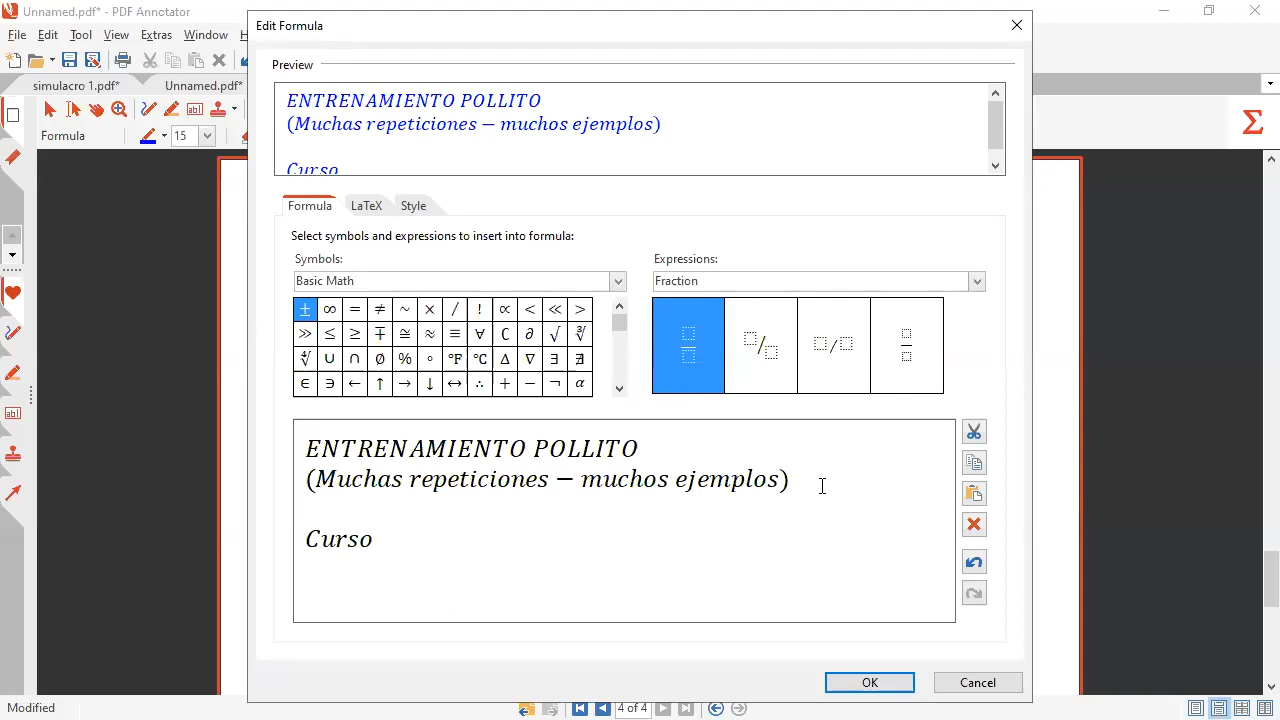 Unnamed.pdf* - PDF Annotator
File Edit Tool View Extras Window
simulacro 1.pdf* Unnamed.pdf*
Formula 15
Σ
Edit Formula
Preview
ENTRENAMIENTO POLLITO
(Muchas repeticiones − muchos ejemplos)
Curso
Formula LaTeX Style
Select symbols and expressions to insert into formula:
Symbols: Expressions:
Basic Math Fraction
± ∞ = ≠ ~ × / ! ∝ < ≪ >
≫ ≤ ≥ ∓ ≅ ≈ ≡ ∀ ∁ ∂ √ ∛
∜ ∪ ∩ ∅ % ° °F °C ∆ ∇ ∃ ∄
∈ ∋ ← ↑ → ↓ ↔ ∴ + − ¬ α
ENTRENAMIENTO POLLITO
(Muchas repeticiones − muchos ejemplos)
Curso
OK Cancel
Modified 4 of 4